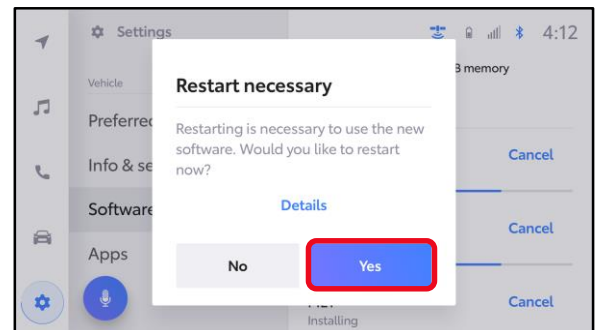 Settings
4:12
Vehicle
B memory
Restart necessary
Preferred
Restarting is necessary to use the new
software. Would you like to restart
now?
Info & se
Cancel
Software
Details
Cancel
Apps
No
Yes
Cancel
Installing